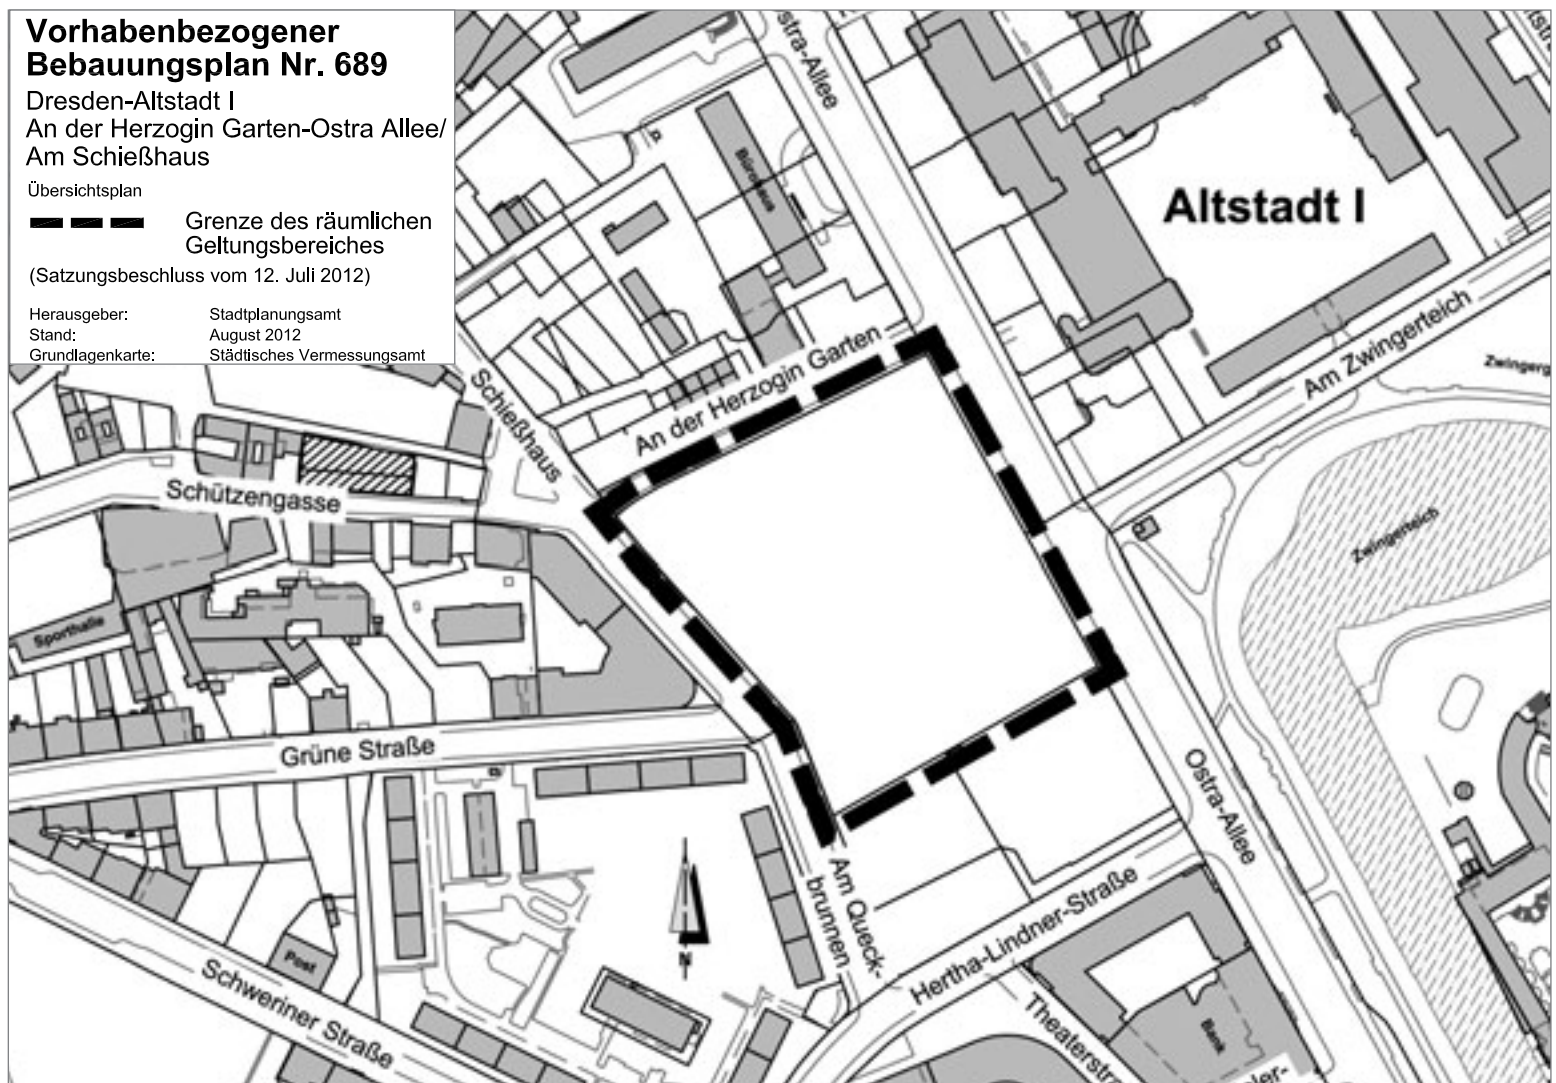 Vorhabenbezogener
Bebauungsplan Nr. 689
Dresden-Altstadt I
An der Herzogin Garten-Ostra Allee/
Am Schießhaus
Übersichtsplan
Grenze des räumlichen
Geltungsbereiches
(Satzungsbeschluss vom 12. Juli 2012)
Herausgeber: Stadtplanungsamt
Stand: August 2012
Grundlagenkarte: Städtisches Vermessungsamt
Bürohaus
Altstadt I
Am Zwingerteich
An der Herzogin Garten
Schießhaus
Schützengasse
Zwingerteich
Sporthalle
Grüne Straße
Ostra-Allee
Am Queck-
brunnen
Hertha-Lindner-Straße
Post
Schweriner Straße
N
Bank